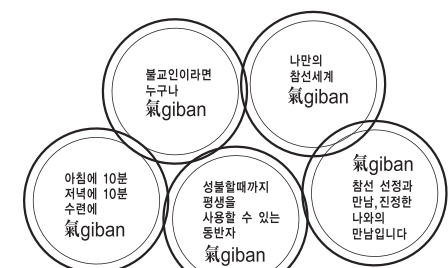 불교인이라면
누구나
氣giban
나만의
참선세계
氣giban
아침에 10분
저녁에 10분
수련에
氣giban
성불할때까지
평생을
사용할 수 있는
동반자
氣giban
氣giban
참선 선정과
만남,진정한
나와의
만남입니다